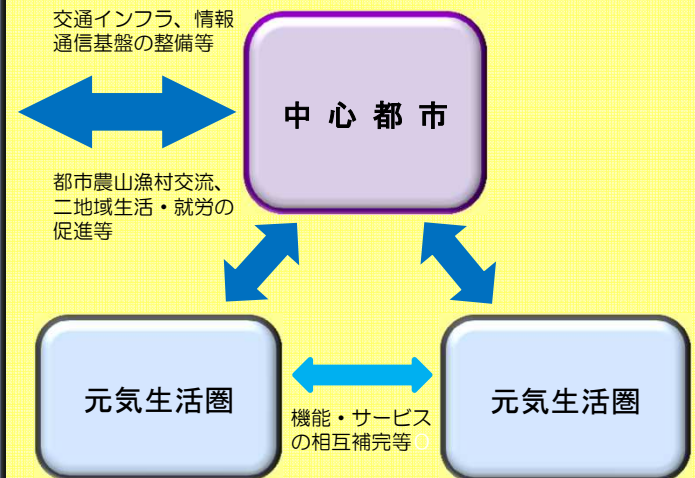 交通インフラ、情報
通信基盤の整備等
中心都市
都市農山漁村交流、
二地域生活・就労の
促進等
元気生活圏
機能・サービス
の相互補完等
元気生活圏